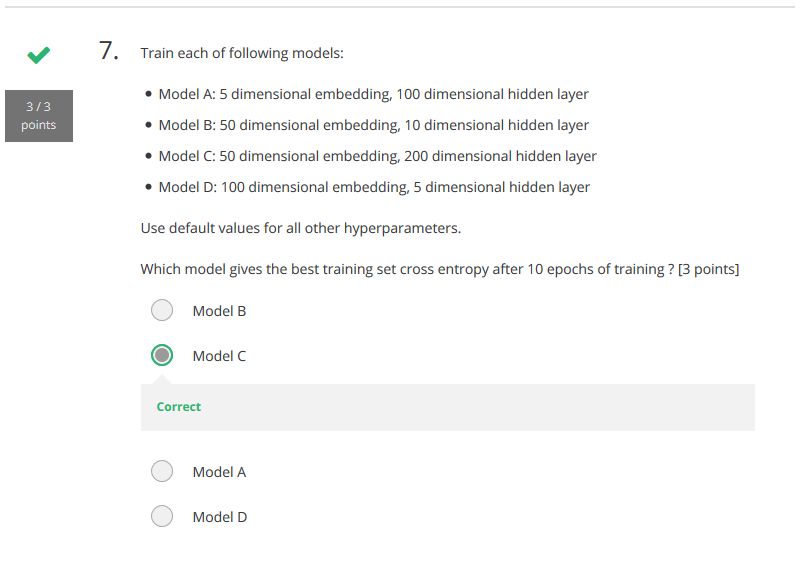 7. Train each of following models:
3 / 3
points
• Model A: 5 dimensional embedding, 100 dimensional hidden layer
• Model B: 50 dimensional embedding, 10 dimensional hidden layer
• Model C: 50 dimensional embedding, 200 dimensional hidden layer
• Model D: 100 dimensional embedding, 5 dimensional hidden layer
Use default values for all other hyperparameters.
Which model gives the best training set cross entropy after 10 epochs of training ? [3 points]
Model B
Model C
Correct
Model A
Model D